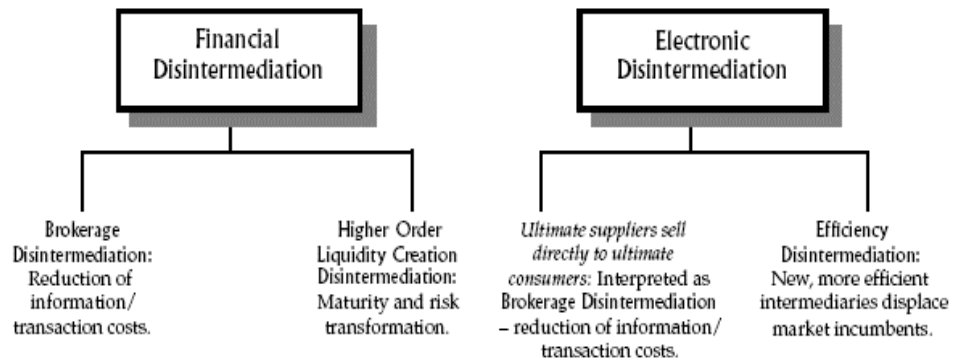 Financial
Disintermediation
Electronic
Disintermediation
Brokerage
Disintermediation:
Reduction of
information/
transaction costs.
Higher Order
Liquidity Creation
Disintermediation:
Maturity and risk
transformation.
Ultimate suppliers sell
directly to ultimate
consumers: Interpreted as
Brokerage Disintermediation
– reduction of information/
transaction costs.
Efficiency
Disintermediation:
New, more efficient
intermediaries displace
market incumbents.